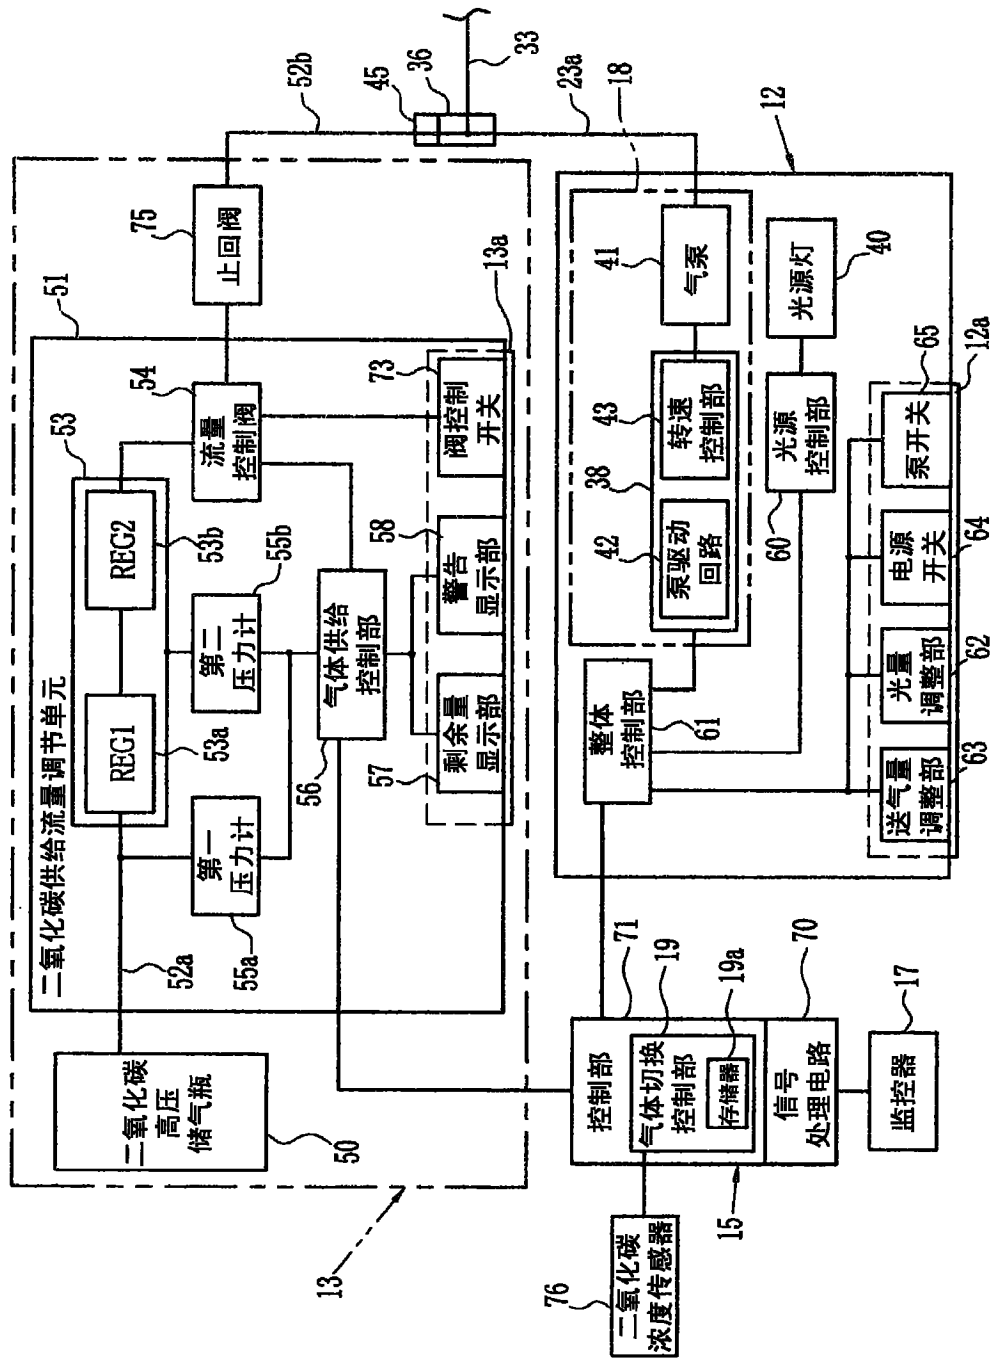 13
二氧化碳
高压
储气瓶
50
52a
51
二氧化碳供给流量调节单元
53
REG1
53a
REG2
53b
第一
压力计
55a
第二
压力计
55b
流量
控制阀
54
止回阀
75
52b
气体供给
控制部
56
剩余量
显示部
57
警告
显示部
58
阀控制
开关
73
13a
45
36
33
23a
18
12
气泵
41
38
泵驱动
回路
42
转速
控制部
43
光源灯
40
光源
控制部
60
整体
控制部
61
送气量
调整部
63
光量
调整部
62
电源
开关
64
泵开关
65
12a
71
控制部
气体切换
控制部
19
存储器
19a
信号
处理电路
70
15
监控器
17
二氧化碳
浓度传感器
76